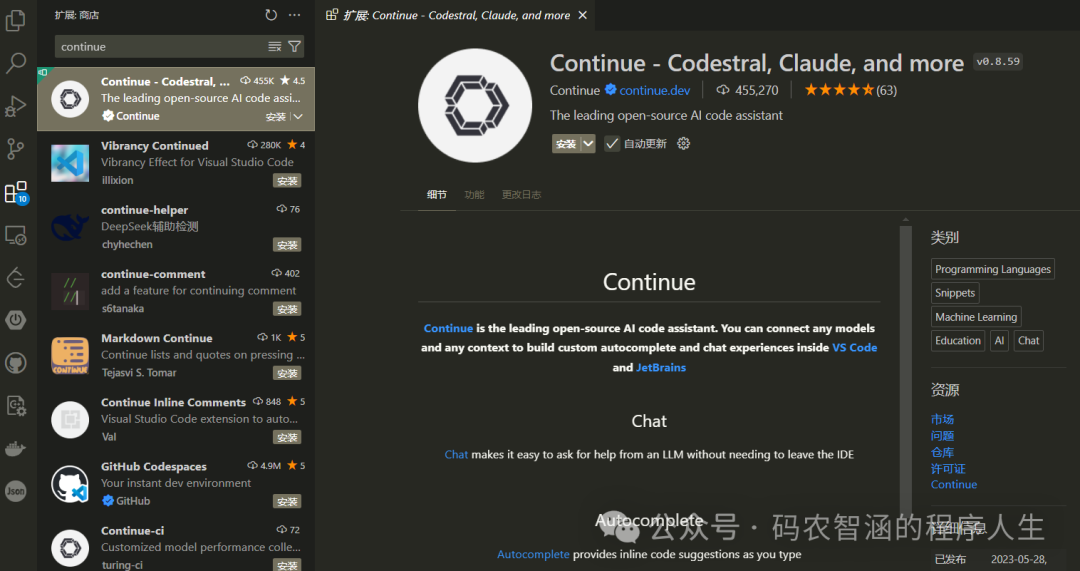 扩展: 商店
continue
Continue - Codestral, ... 455K ★ 4.5
The leading open-source AI code assi...
Continue 安装
Vibrancy Continued 280K ★ 4
Vibrancy Effect for Visual Studio Code
illixion 安装
continue-helper 76
DeepSeek辅助检测
chyhechen 安装
continue-comment 402
add a feature for continuing comment
s6tanaka 安装
Markdown Continue 1K ★ 5
Continue lists and quotes on pressing ...
Tejasvi S. Tomar 安装
Continue Inline Comments 848 ★ 5
Visual Studio Code extension to auto...
Val 安装
GitHub Codespaces 4.9M ★ 5
Your instant dev environment
GitHub 安装
Continue-ci 72
Customized model performance colle...
turing-ci 安装
10
Json
CONTINUE
扩展: Continue - Codestral, Claude, and more
Continue - Codestral, Claude, and more v0.8.59
Continue continue.dev 455,270 (63)
The leading open-source AI code assistant
安装 自动更新
细节 功能 更改日志
Continue
Continue is the leading open-source AI code assistant. You can connect any models
and any context to build custom autocomplete and chat experiences inside VS Code
and JetBrains
Chat
Chat makes it easy to ask for help from an LLM without needing to leave the IDE
Autocomplete
Autocomplete provides inline code suggestions as you type
类别
Programming Languages
Snippets
Machine Learning
Education AI Chat
资源
市场
问题
仓库
许可证
Continue
详细信息
已发布 2023-05-28,
公众号 · 码农智涵的程序人生